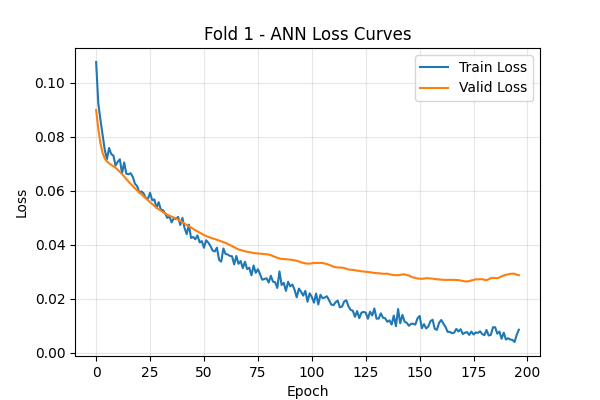 Fold 1 - ANN Loss Curves
Train Loss
Valid Loss
Loss
0.10
0.08
0.06
0.04
0.02
0.00
0 25 50 75 100 125 150 175 200
Epoch